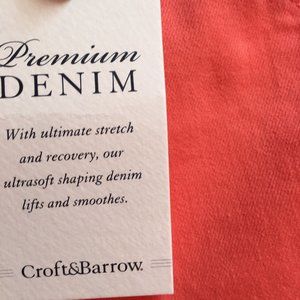 Premium
DENIM
With ultimate stretch
and recovery, our
ultrasoft shaping denim
lifts and smoothes.
Croft&Barrow.